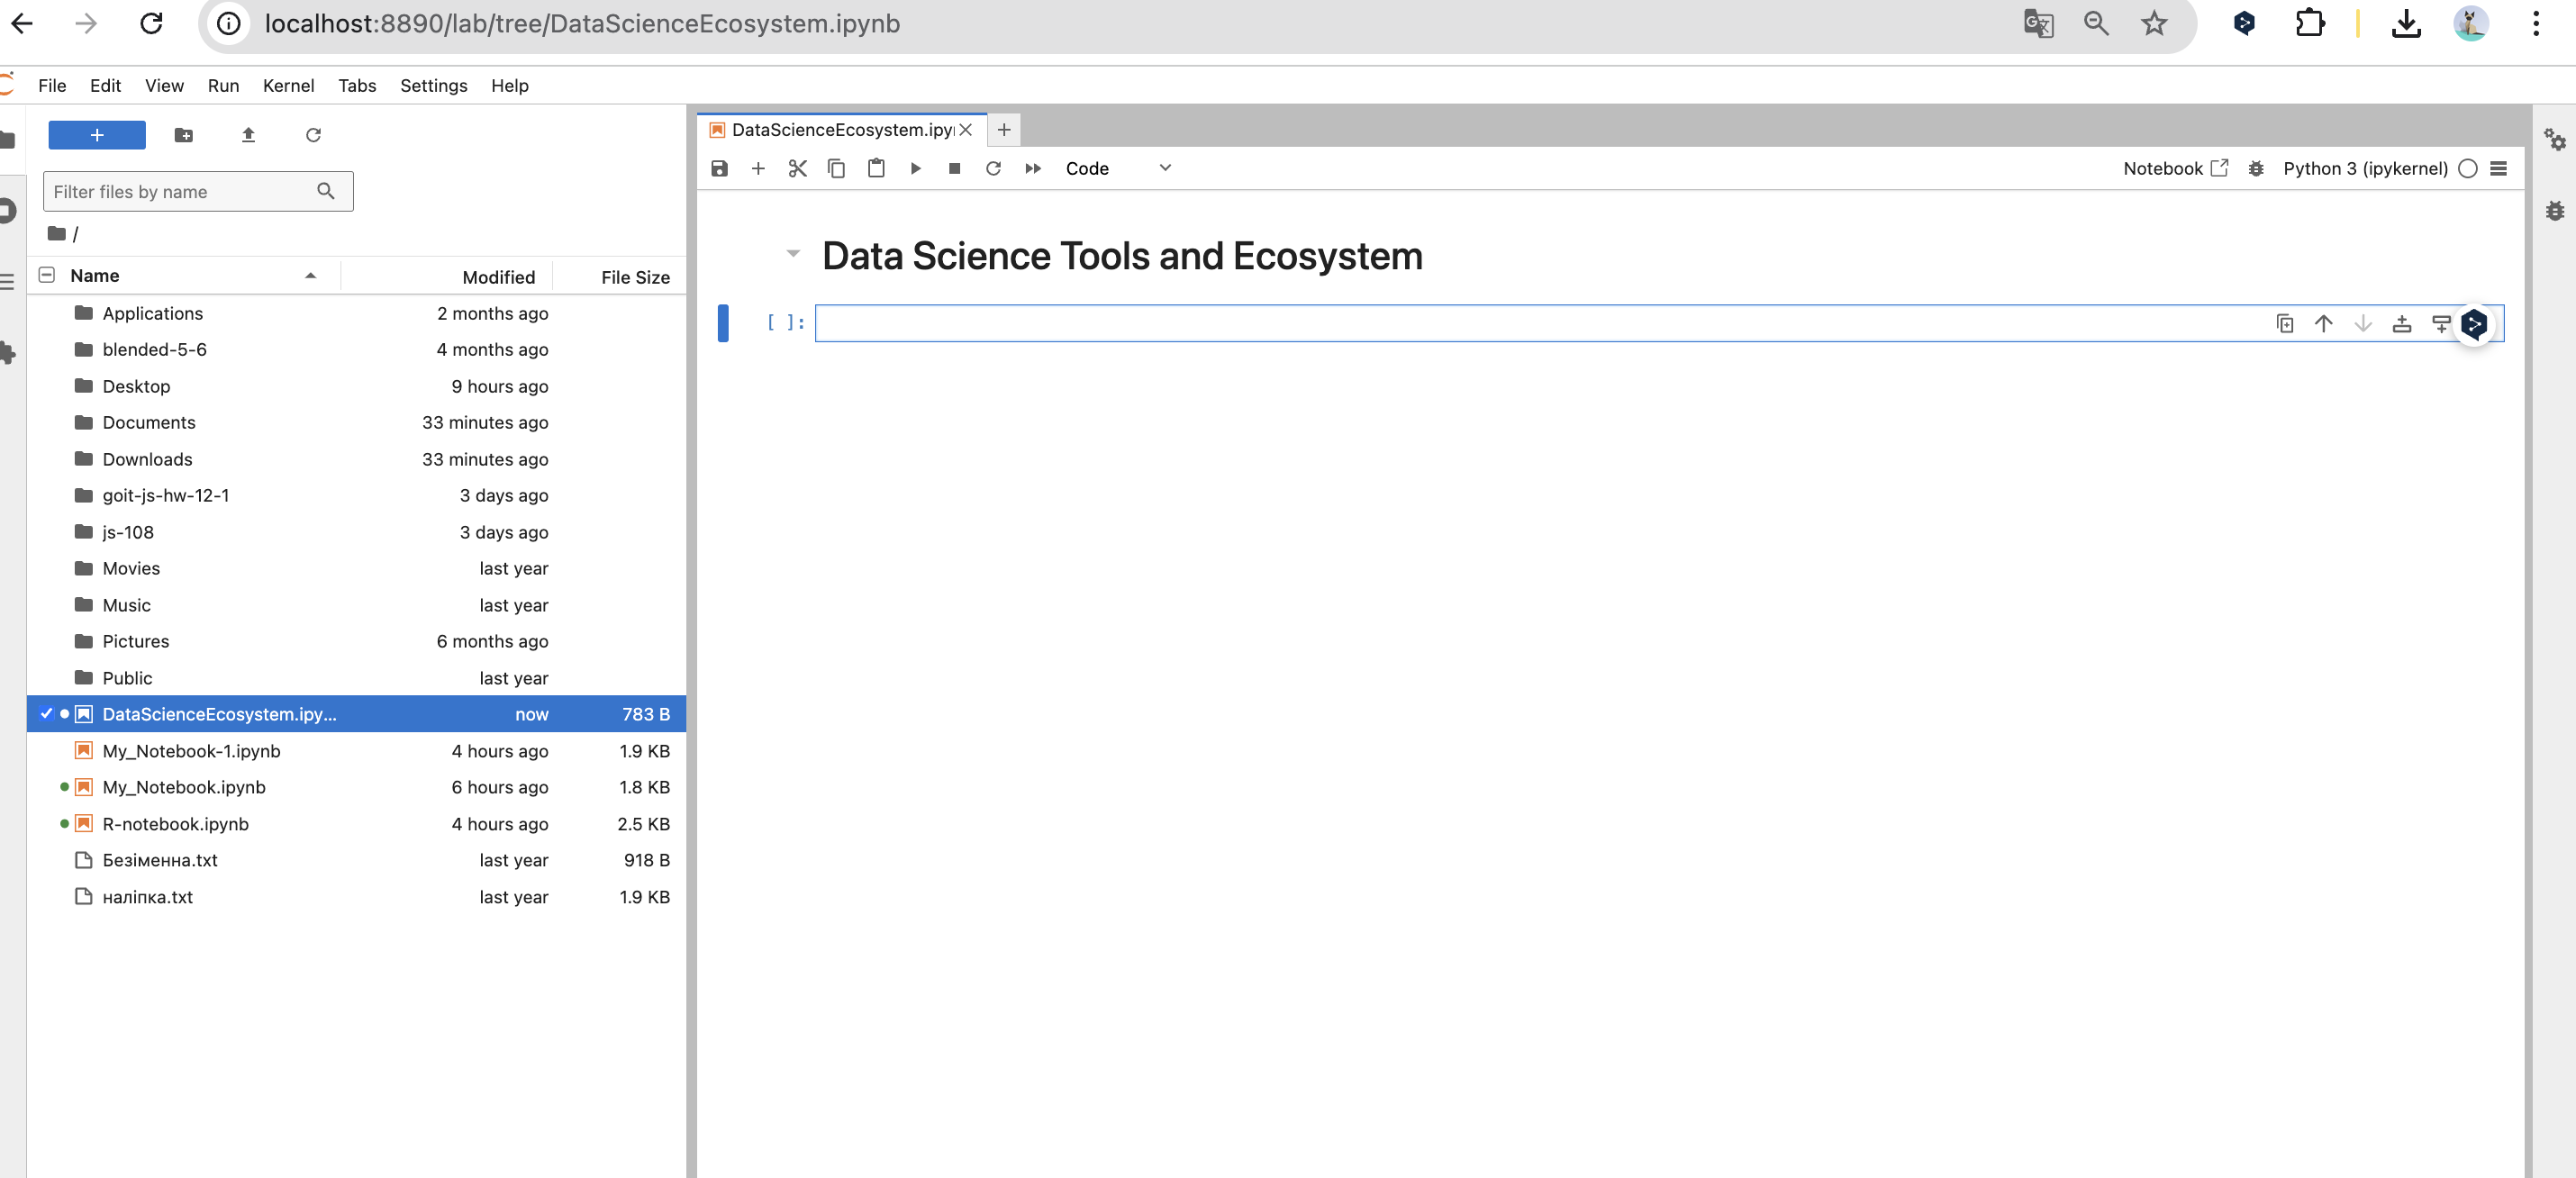 localhost:8890/lab/tree/DataScienceEcosystem.ipynb
File Edit View Run Kernel Tabs Settings Help
DataScienceEcosystem.ipy
Code
Notebook
Python 3 (ipykernel)
Filter files by name
/
Name Modified File Size
Applications 2 months ago
blended-5-6 4 months ago
Desktop 9 hours ago
Documents 33 minutes ago
Downloads 33 minutes ago
goit-js-hw-12-1 3 days ago
js-108 3 days ago
Movies last year
Music last year
Pictures 6 months ago
Public last year
DataScienceEcosystem.ipy... now 783 B
My_Notebook-1.ipynb 4 hours ago 1.9 KB
My_Notebook.ipynb 6 hours ago 1.8 KB
R-notebook.ipynb 4 hours ago 2.5 KB
Безіменна.txt last year 918 B
наліпка.txt last year 1.9 KB
Data Science Tools and Ecosystem
[ ]: